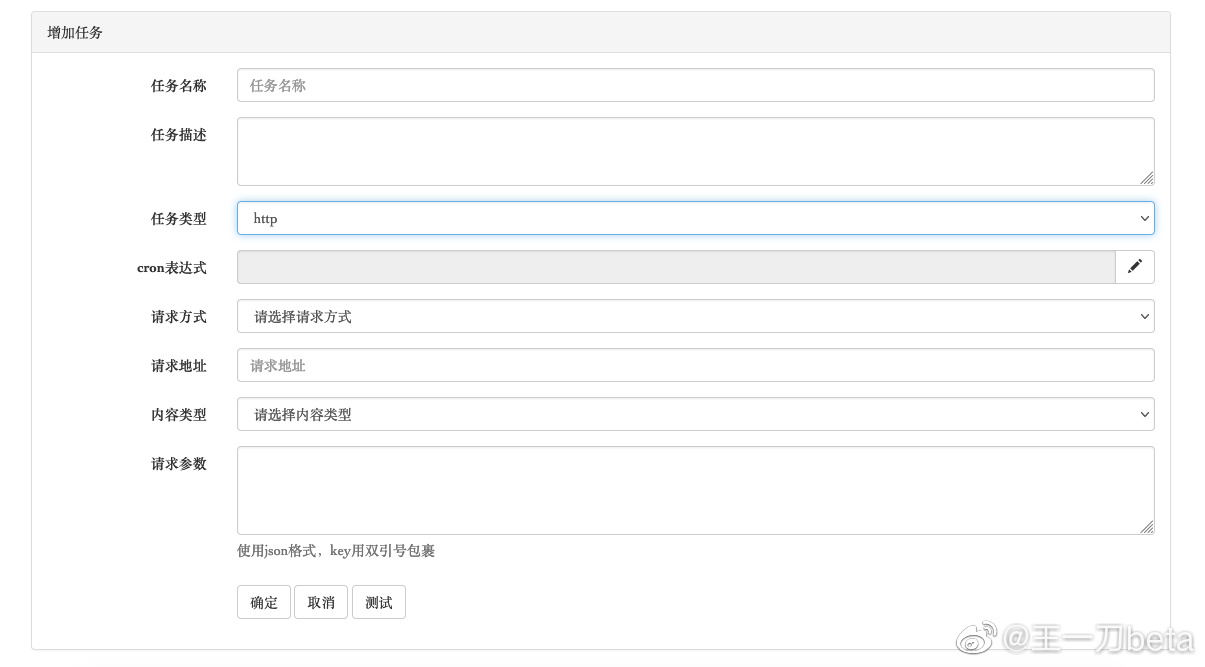 增加任务
任务名称 任务名称
任务描述
任务类型 http
cron表达式
请求方式 请选择请求方式
请求地址 请求地址
内容类型 请选择内容类型
请求参数
使用json格式，key用双引号包裹
确定 取消 测试
@王一刀beta